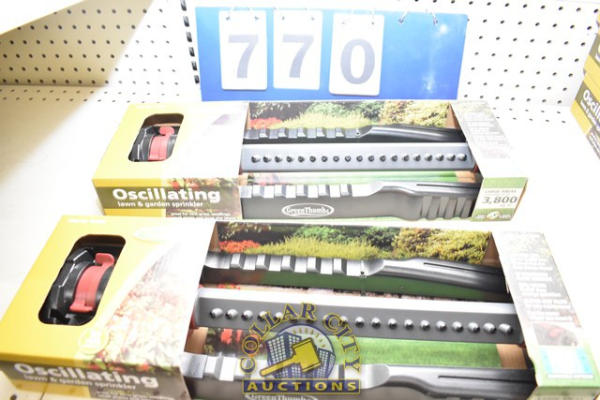 770
Oscillating
lawn & garden sprinkler
GreenThumb
3,800
Oscillating
lawn & garden sprinkler
GreenThumb
COLLAR CITY
AUCTIONS